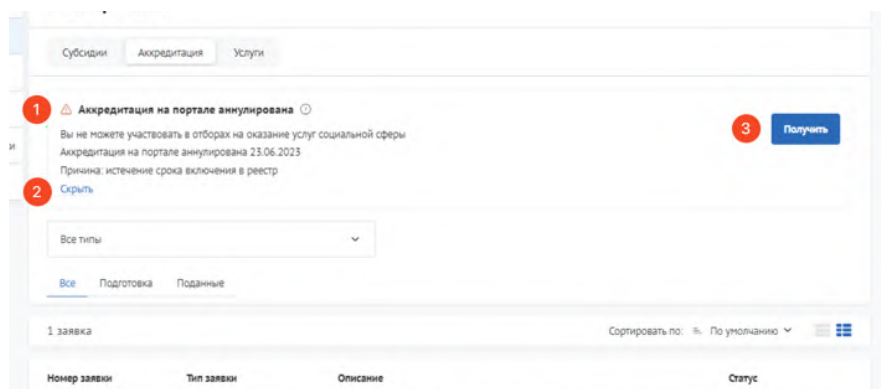 Субсидии Аккредитация Услуги
1 Аккредитация на портале аннулирована
Вы не можете участвовать в отборах на оказание услуг социальной сферы
3 Получить
Аккредитация на портале аннулирована 23.06.2023
Причина: истечение срока включения в реестр
2 Скрыть
Все типы
Все Подготовка Поданные
1 заявка Сортировать по: По умолчанию
Номер заявки Тип заявки Описание Статус